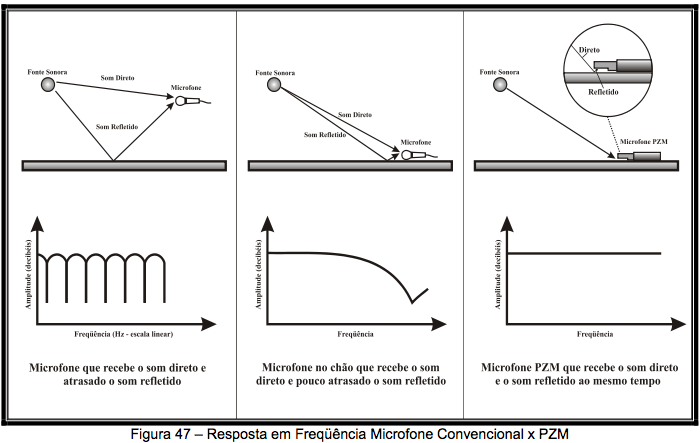 Fonte Sonora
Som Direto
Microfone
Som Refletido
Amplitude (decibéis)
Freqüência (Hz - escala linear)
Microfone que recebe o som direto e
atrasado o som refletido
Fonte Sonora
Som Direto
Som Refletido
Microfone
Amplitude (decibéis)
Freqüência
Microfone no chão que recebe o som
direto e pouco atrasado o som refletido
Direto
Fonte Sonora
Refletido
Microfone PZM
Amplitude (decibéis)
Freqüência
Microfone PZM que recebe o som direto
e o som refletido ao mesmo tempo
Figura 47 – Resposta em Freqüência Microfone Convencional x PZM